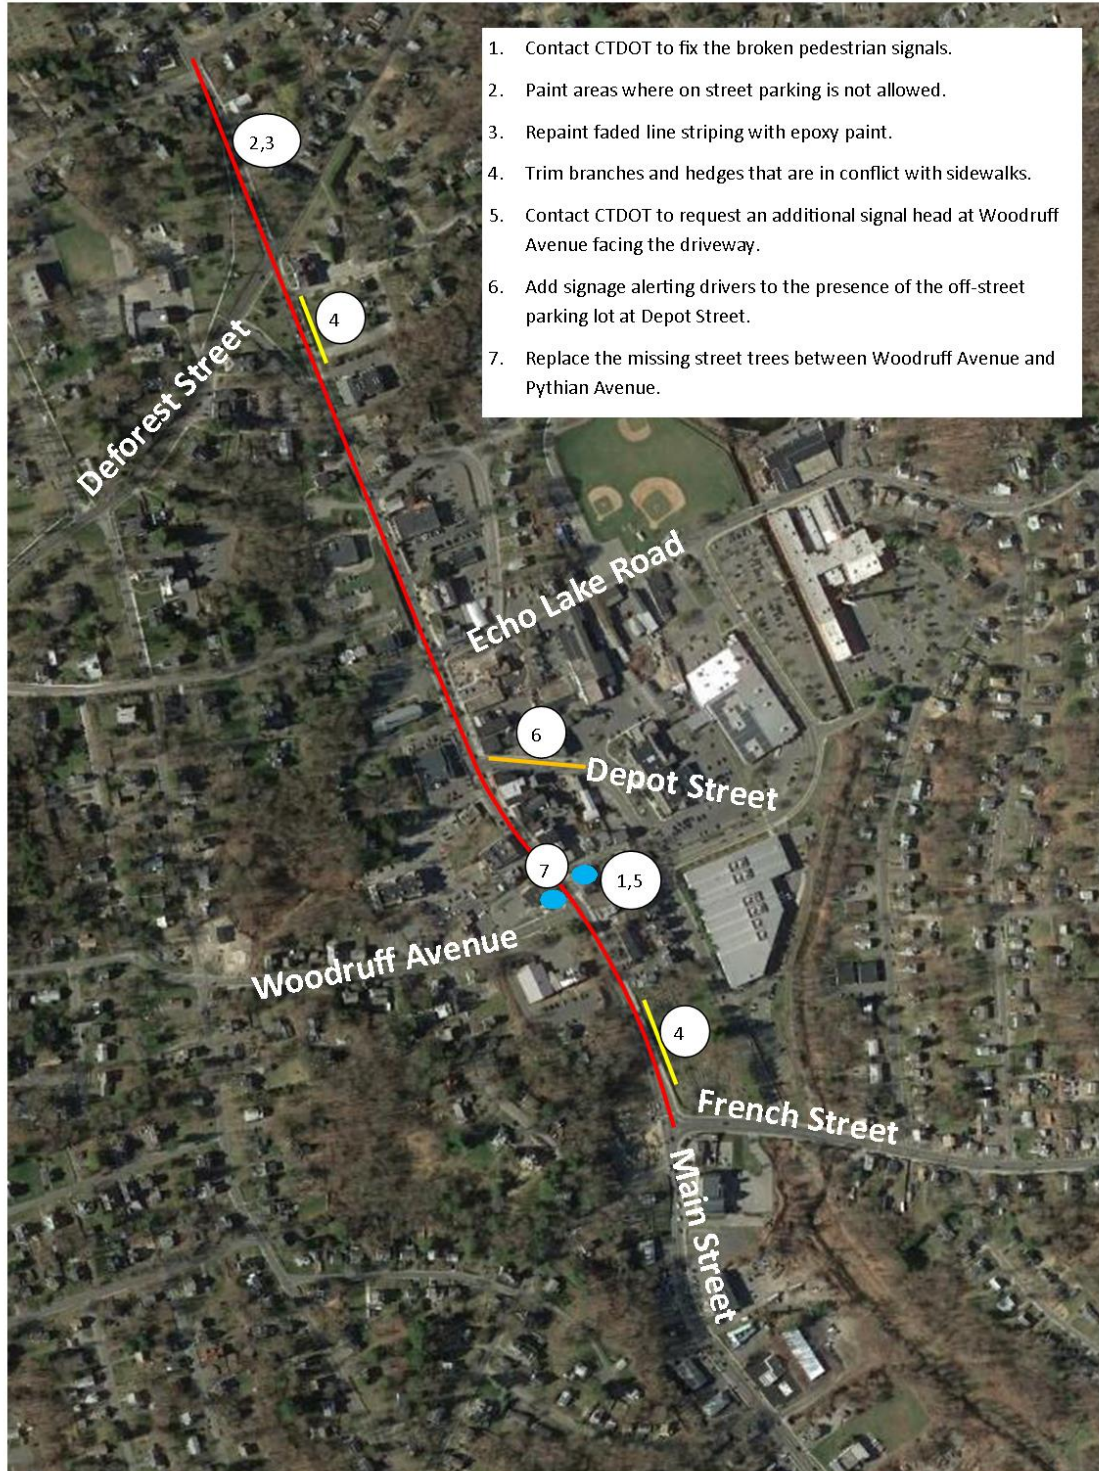 1. Contact CTDOT to fix the broken pedestrian signals.
2. Paint areas where on street parking is not allowed.
3. Repaint faded line striping with epoxy paint.
4. Trim branches and hedges that are in conflict with sidewalks.
5. Contact CTDOT to request an additional signal head at Woodruff
Avenue facing the driveway.
6. Add signage alerting drivers to the presence of the off-street
parking lot at Depot Street.
7. Replace the missing street trees between Woodruff Avenue and
Pythian Avenue.
2,3
4
Deforest Street
Echo Lake Road
6
Depot Street
7
1,5
Woodruff Avenue
4
French Street
Main Street